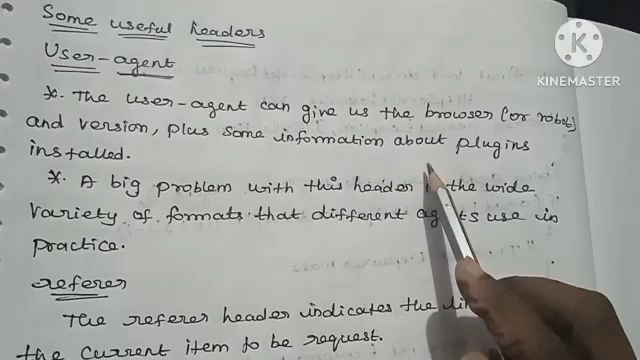 Some useful headers
User-agent
*. The user-agent can give us the browser (or robot)
and version, plus some information about plugins
installed.
*. A big problem with this header the wide
variety of formats that different use in
practice.
referer
The referer header indicates the
the current item to be request.
K
KINEMASTER